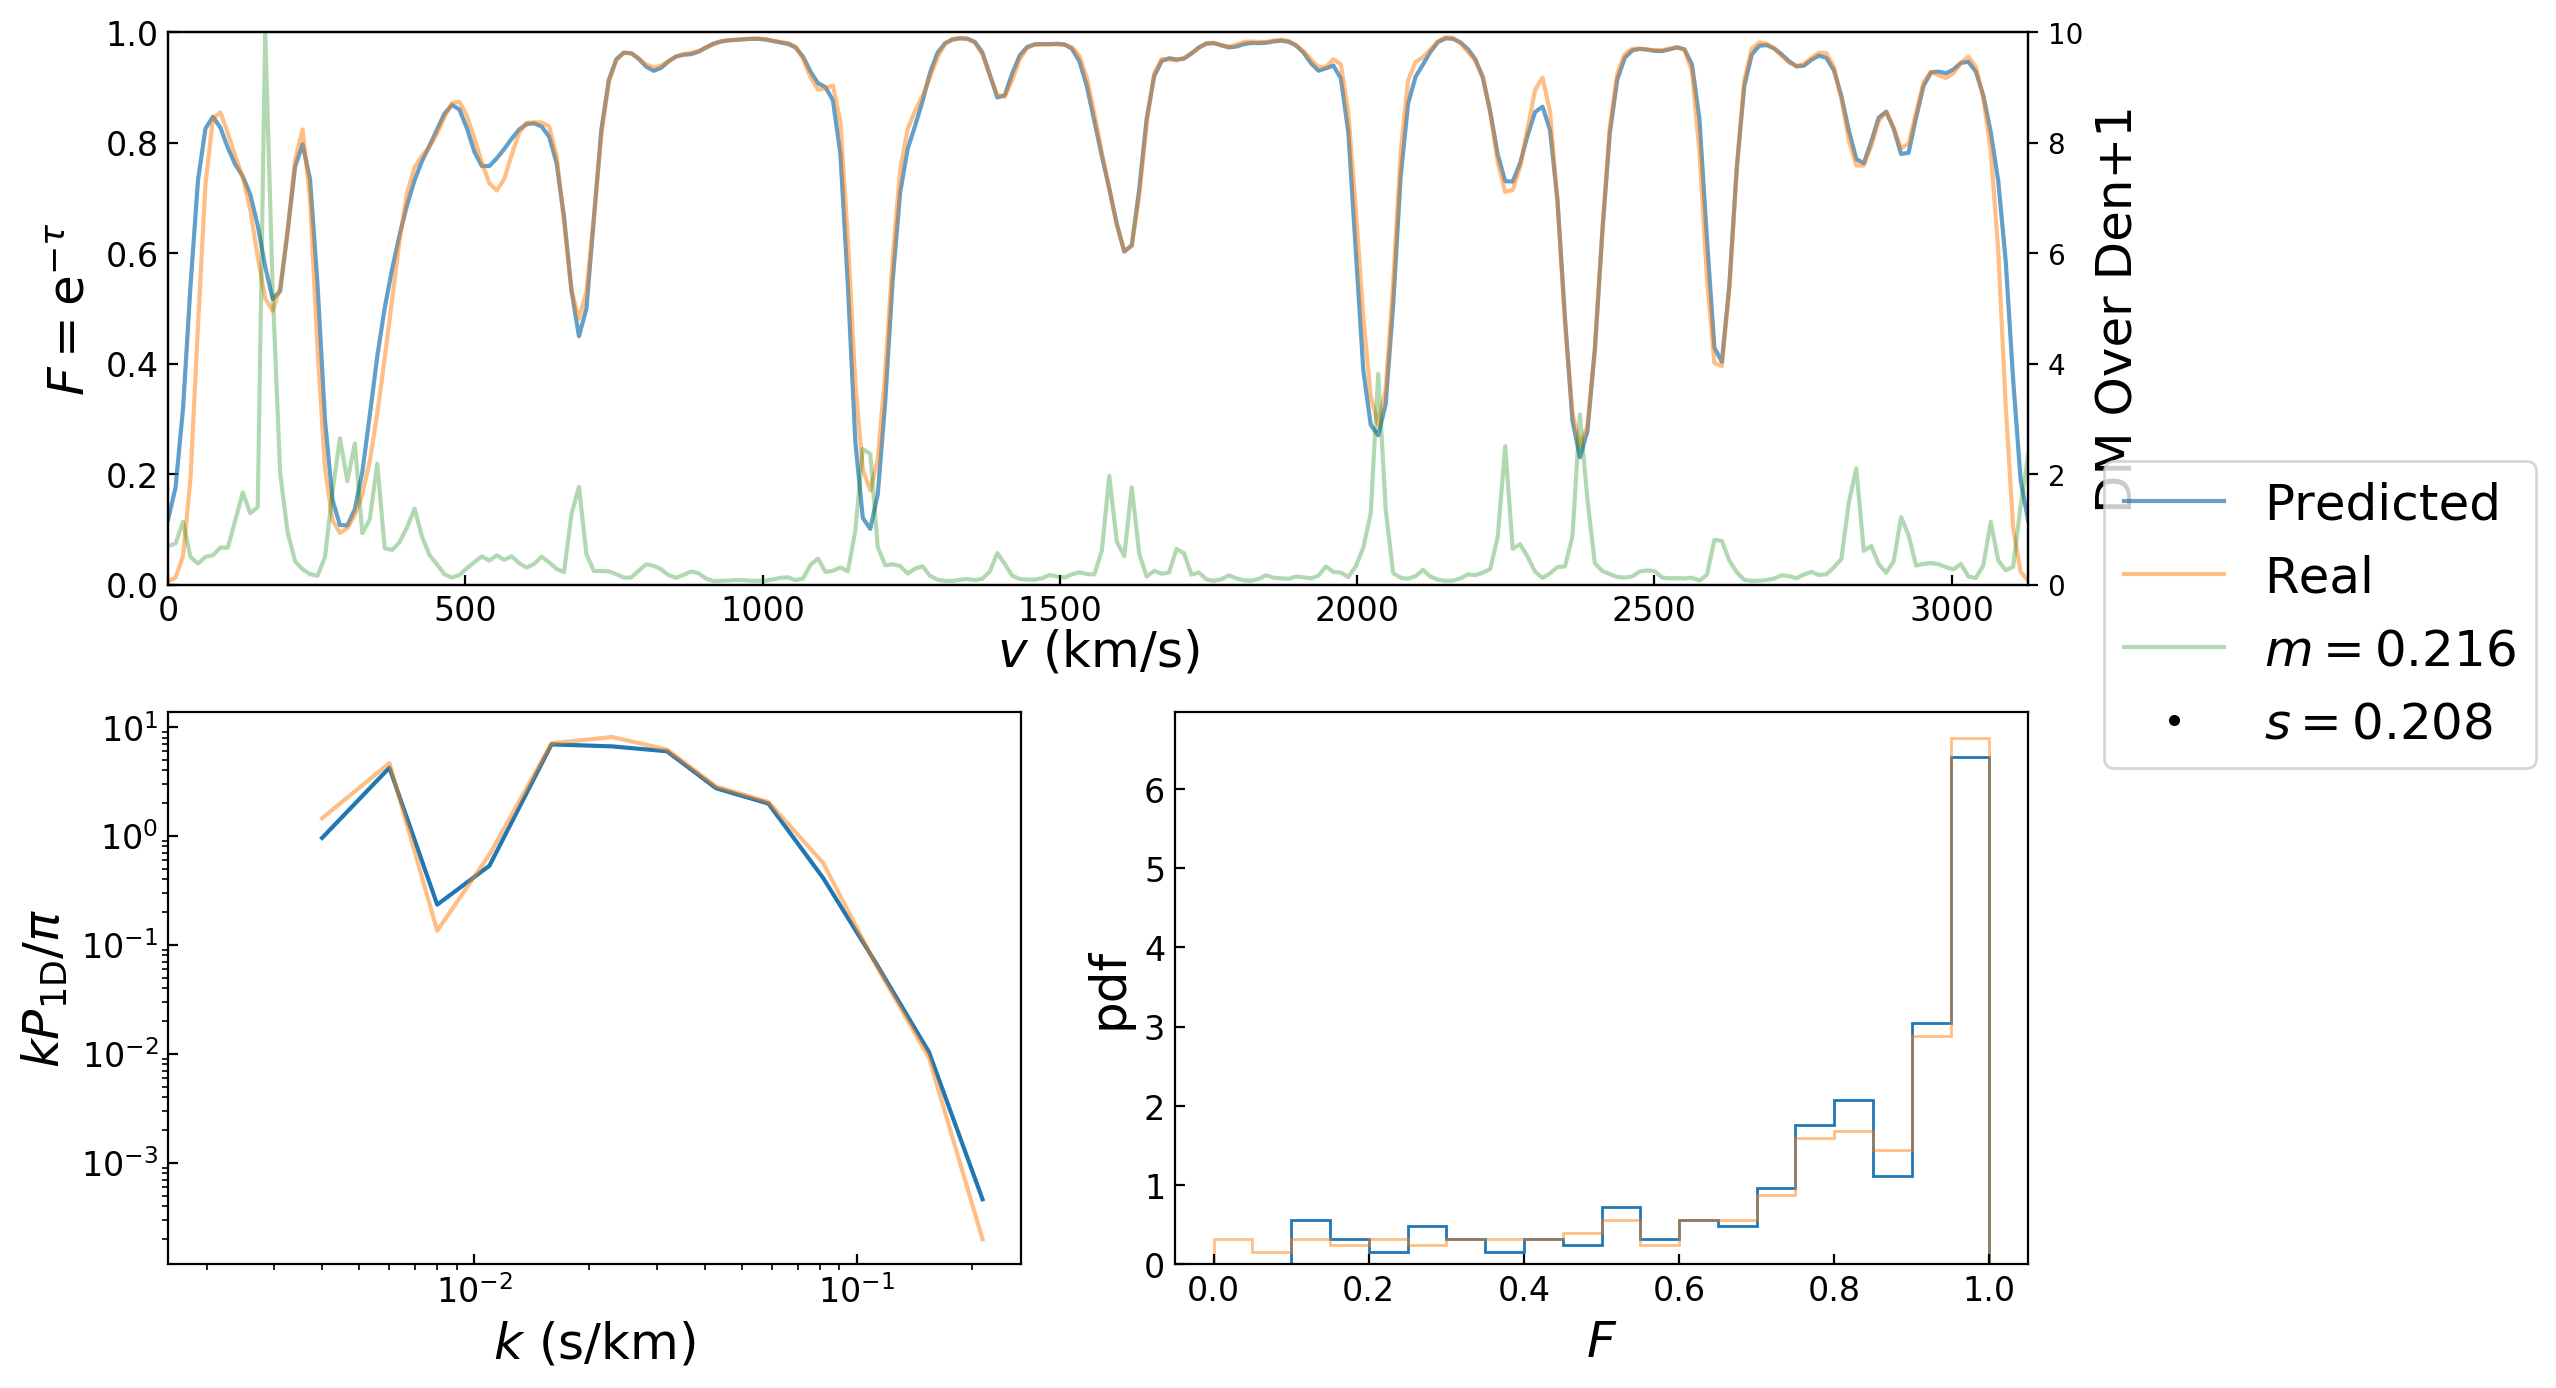 1.0
0.8
0.6
0.4
0.2
0.0
F = e^{−τ}
10
8
6
4
2
0
DM Over Den+1
0 500 1000 1500 2000 2500 3000
v (km/s)
Predicted
Real
m = 0.216
s = 0.208
10^1
10^0
10^{−1}
10^{−2}
10^{−3}
kP_{1D}/π
10^{−2} 10^{−1}
k (s/km)
6
5
4
3
2
1
0
pdf
0.0 0.2 0.4 0.6 0.8 1.0
F